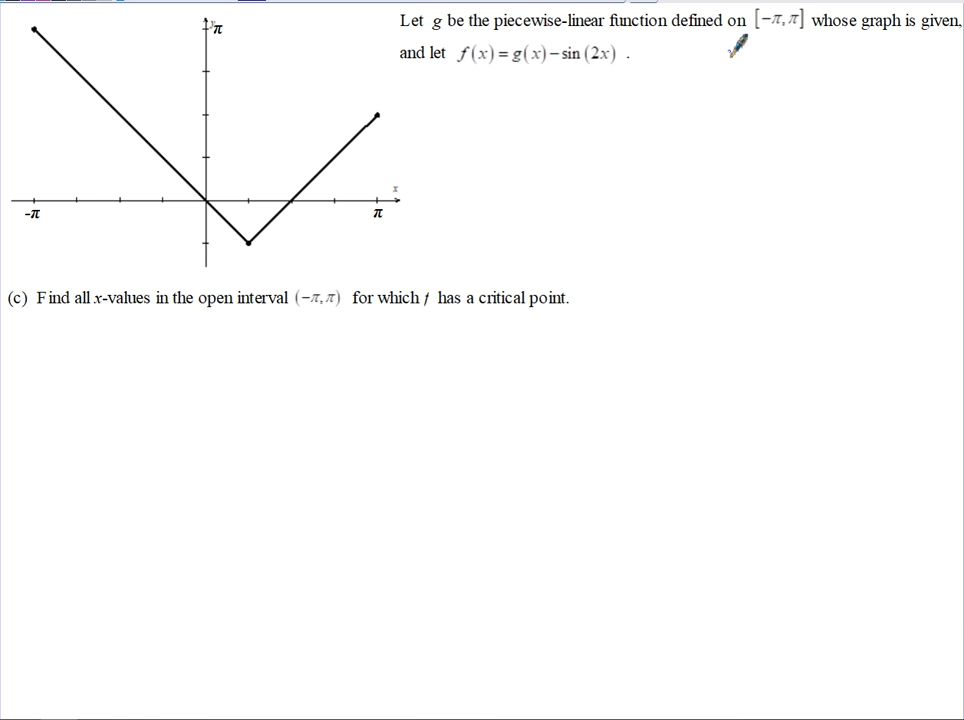 Let g be the piecewise-linear function defined on [−π, π] whose graph is given,
and let f(x) = g(x) − sin(2x) .
y
π
x
-π
π
(c) Find all x-values in the open interval (−π, π) for which f has a critical point.